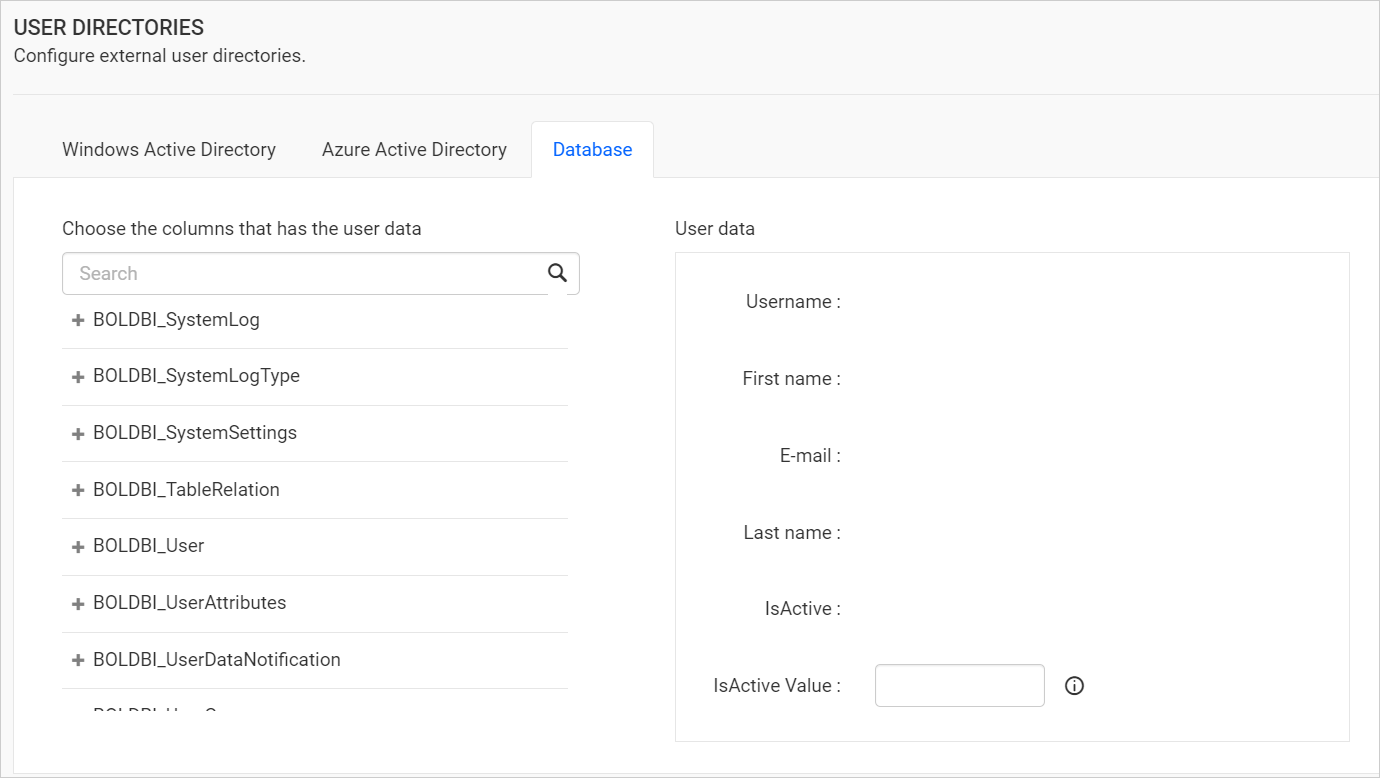 USER DIRECTORIES
Configure external user directories.
Windows Active Directory
Azure Active Directory
Database
Choose the columns that has the user data
Search
BOLDBI_SystemLog
BOLDBI_SystemLogType
BOLDBI_SystemSettings
BOLDBI_TableRelation
BOLDBI_User
BOLDBI_UserAttributes
BOLDBI_UserDataNotification
User data
Username :
First name :
E-mail :
Last name :
IsActive :
IsActive Value :